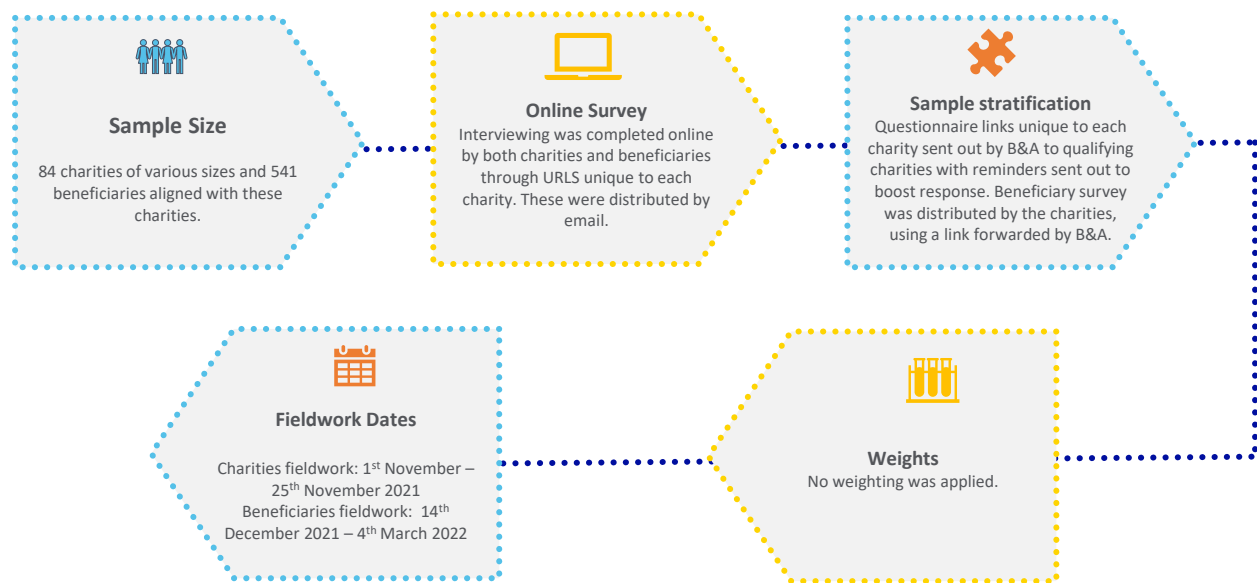 Sample Size
84 charities of various sizes and 541
beneficiaries aligned with these
charities.
Online Survey
Interviewing was completed online
by both charities and beneficiaries
through URLS unique to each
charity. These were distributed by
email.
Sample stratification
Questionnaire links unique to each
charity sent out by B&A to qualifying
charities with reminders sent out to
boost response. Beneficiary survey
was distributed by the charities,
using a link forwarded by B&A.
Weights
No weighting was applied.
Fieldwork Dates
Charities fieldwork: 1st November –
25th November 2021
Beneficiaries fieldwork: 14th
December 2021 – 4th March 2022